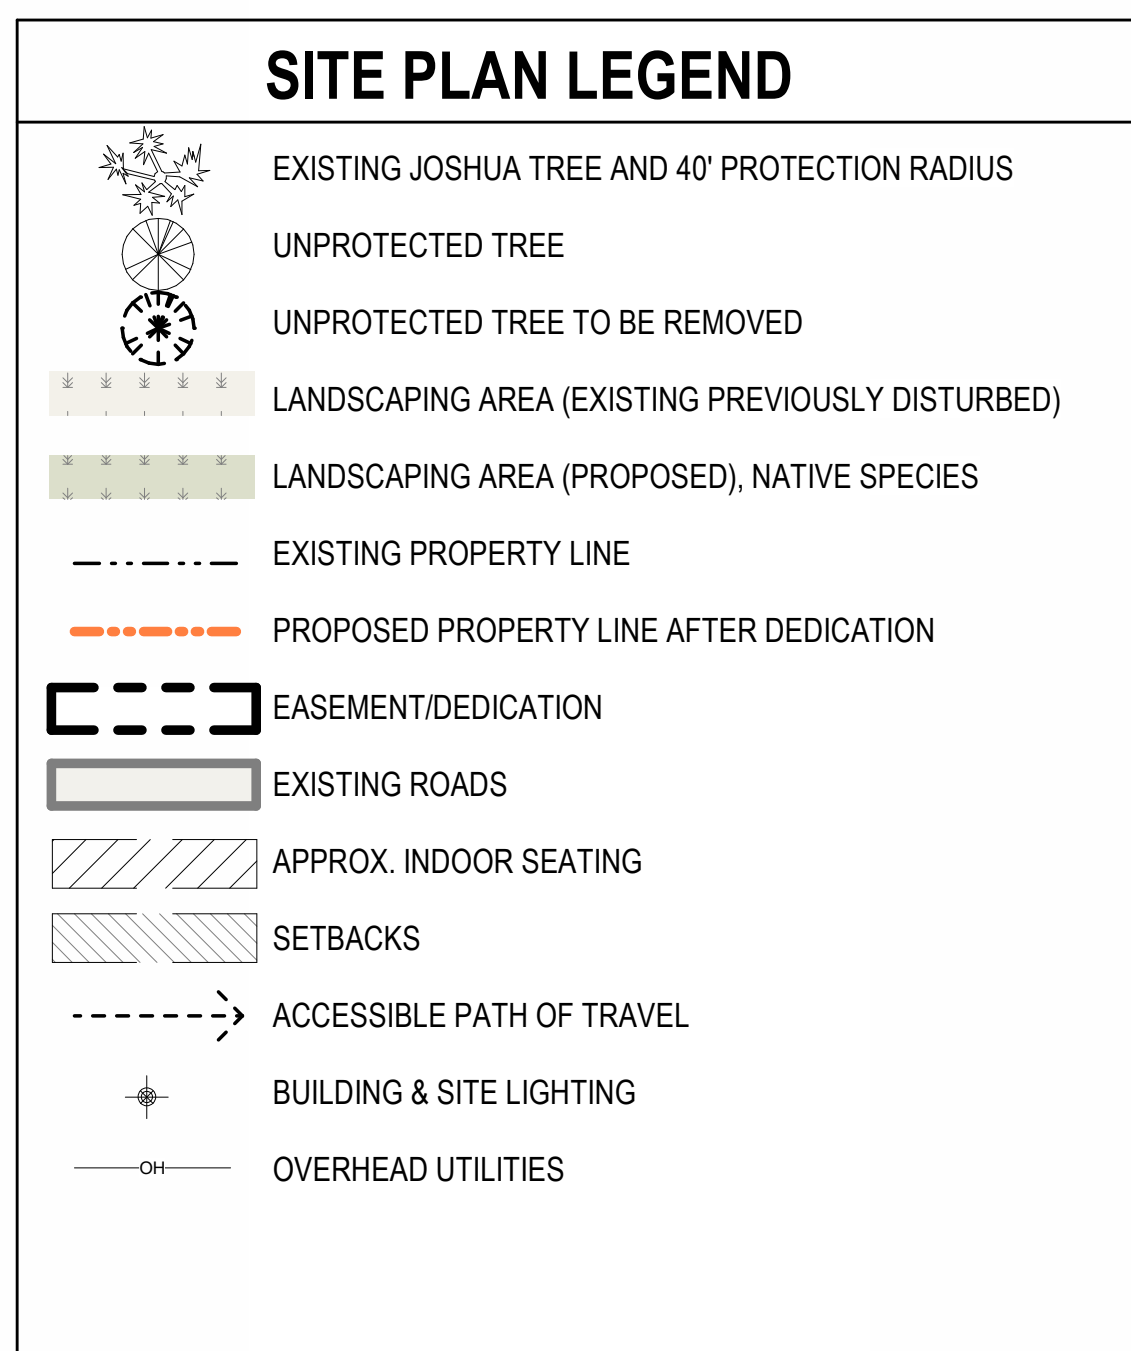 SITE PLAN LEGEND
EXISTING JOSHUA TREE AND 40' PROTECTION RADIUS
UNPROTECTED TREE
UNPROTECTED TREE TO BE REMOVED
LANDSCAPING AREA (EXISTING PREVIOUSLY DISTURBED)
LANDSCAPING AREA (PROPOSED), NATIVE SPECIES
EXISTING PROPERTY LINE
PROPOSED PROPERTY LINE AFTER DEDICATION
EASEMENT/DEDICATION
EXISTING ROADS
APPROX. INDOOR SEATING
SETBACKS
ACCESSIBLE PATH OF TRAVEL
BUILDING & SITE LIGHTING
OH OVERHEAD UTILITIES